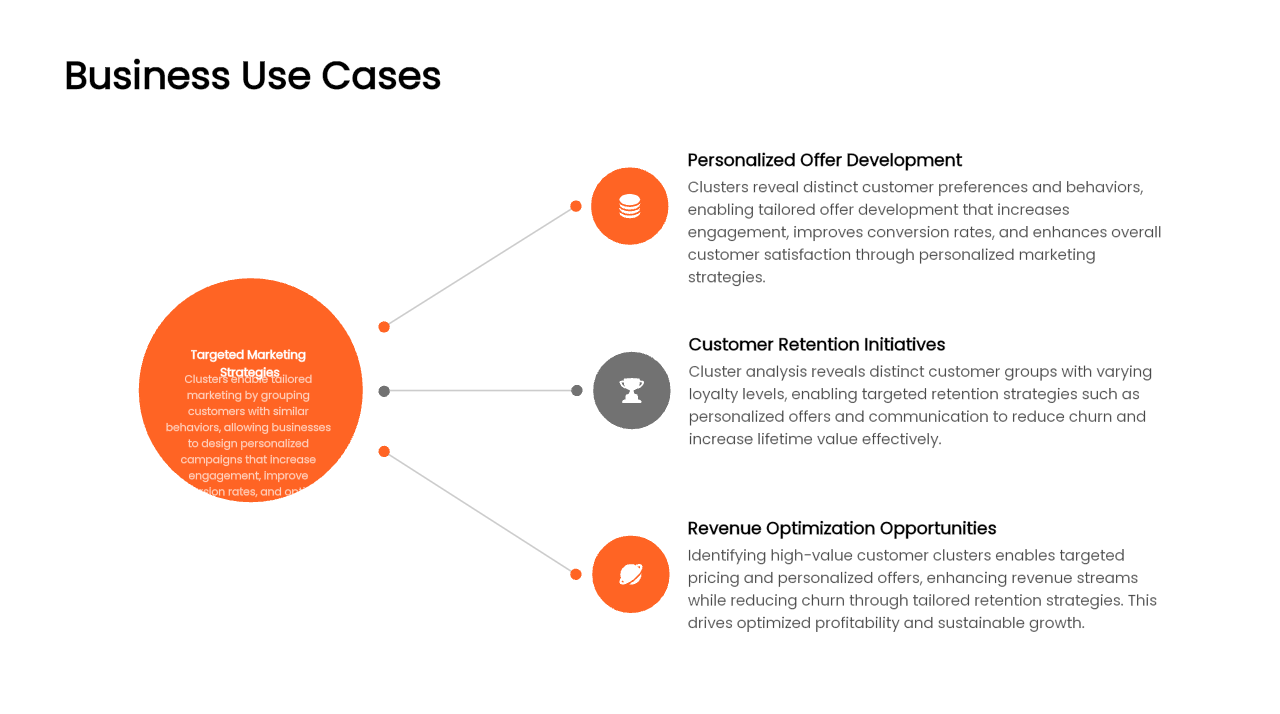 Business Use Cases
Targeted Marketing
Strategies
Clusters enable tailored
marketing by grouping
customers with similar
behaviors, allowing businesses
to design personalized
campaigns that increase
engagement, improve
rates, and
Personalized Offer Development
Clusters reveal distinct customer preferences and behaviors,
enabling tailored offer development that increases
engagement, improves conversion rates, and enhances overall
customer satisfaction through personalized marketing
strategies.
Customer Retention Initiatives
Cluster analysis reveals distinct customer groups with varying
loyalty levels, enabling targeted retention strategies such as
personalized offers and communication to reduce churn and
increase lifetime value effectively.
Revenue Optimization Opportunities
Identifying high-value customer clusters enables targeted
pricing and personalized offers, enhancing revenue streams
while reducing churn through tailored retention strategies. This
drives optimized profitability and sustainable growth.